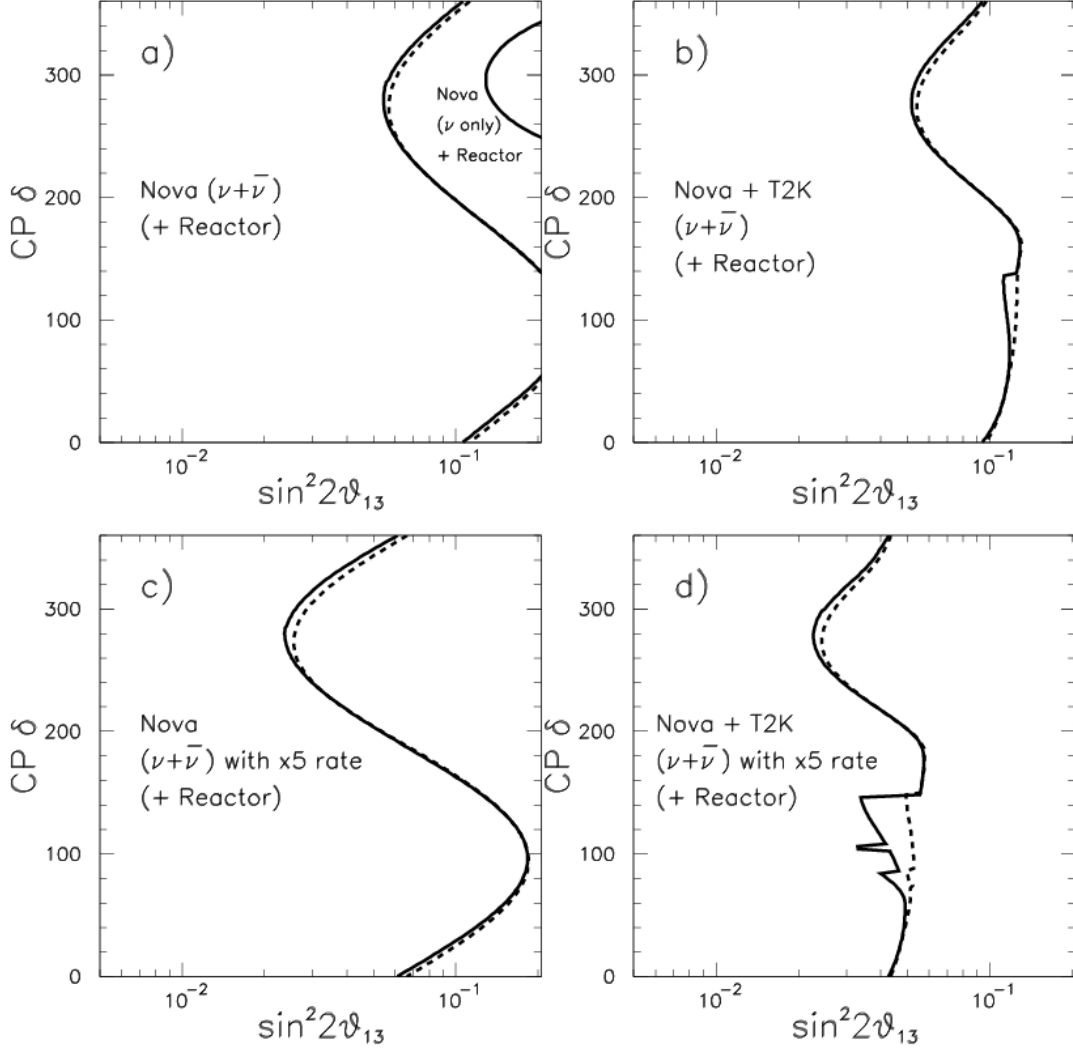 a)
Nova
(ν only)
+ Reactor
Nova (ν+ν̅)
(+ Reactor)
CP δ
300
200
100
0
10⁻²
10⁻¹
sin²2ϑ₁₃
b)
Nova + T2K
(ν+ν̅)
(+ Reactor)
CP δ
300
200
100
0
10⁻²
10⁻¹
sin²2ϑ₁₃
c)
Nova
(ν+ν̅) with x5 rate
(+ Reactor)
CP δ
300
200
100
0
10⁻²
10⁻¹
sin²2ϑ₁₃
d)
Nova + T2K
(ν+ν̅) with x5 rate
(+ Reactor)
CP δ
300
200
100
0
10⁻²
10⁻¹
sin²2ϑ₁₃